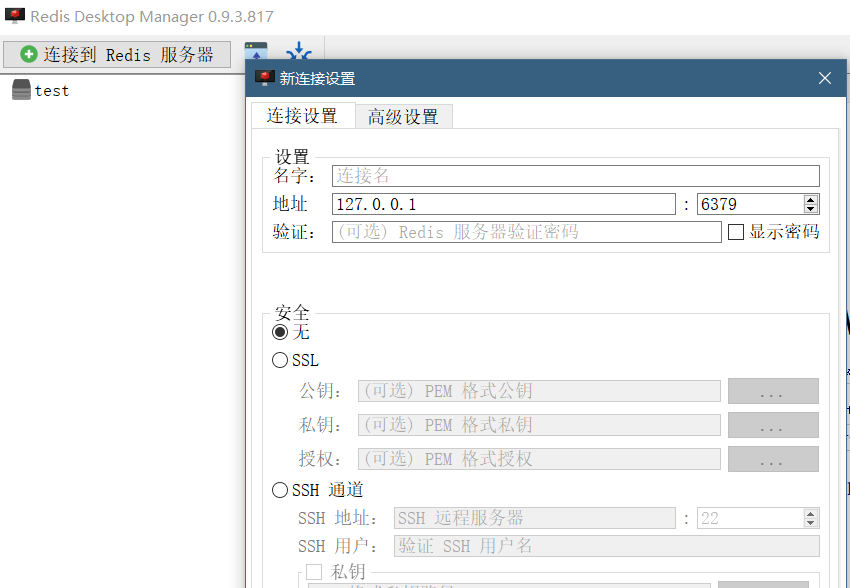 Redis Desktop Manager 0.9.3.817
连接到 Redis 服务器
test
新连接设置
连接设置 高级设置
设置
名字: 连接名
地址 127.0.0.1 : 6379
验证: (可选) Redis 服务器验证密码 显示密码
安全
无
SSL
公钥: (可选) PEM 格式公钥 ...
私钥: (可选) PEM 格式私钥 ...
授权: (可选) PEM 格式授权 ...
SSH 通道
SSH 地址: SSH 远程服务器 : 22
SSH 用户: 验证 SSH 用户名
私钥